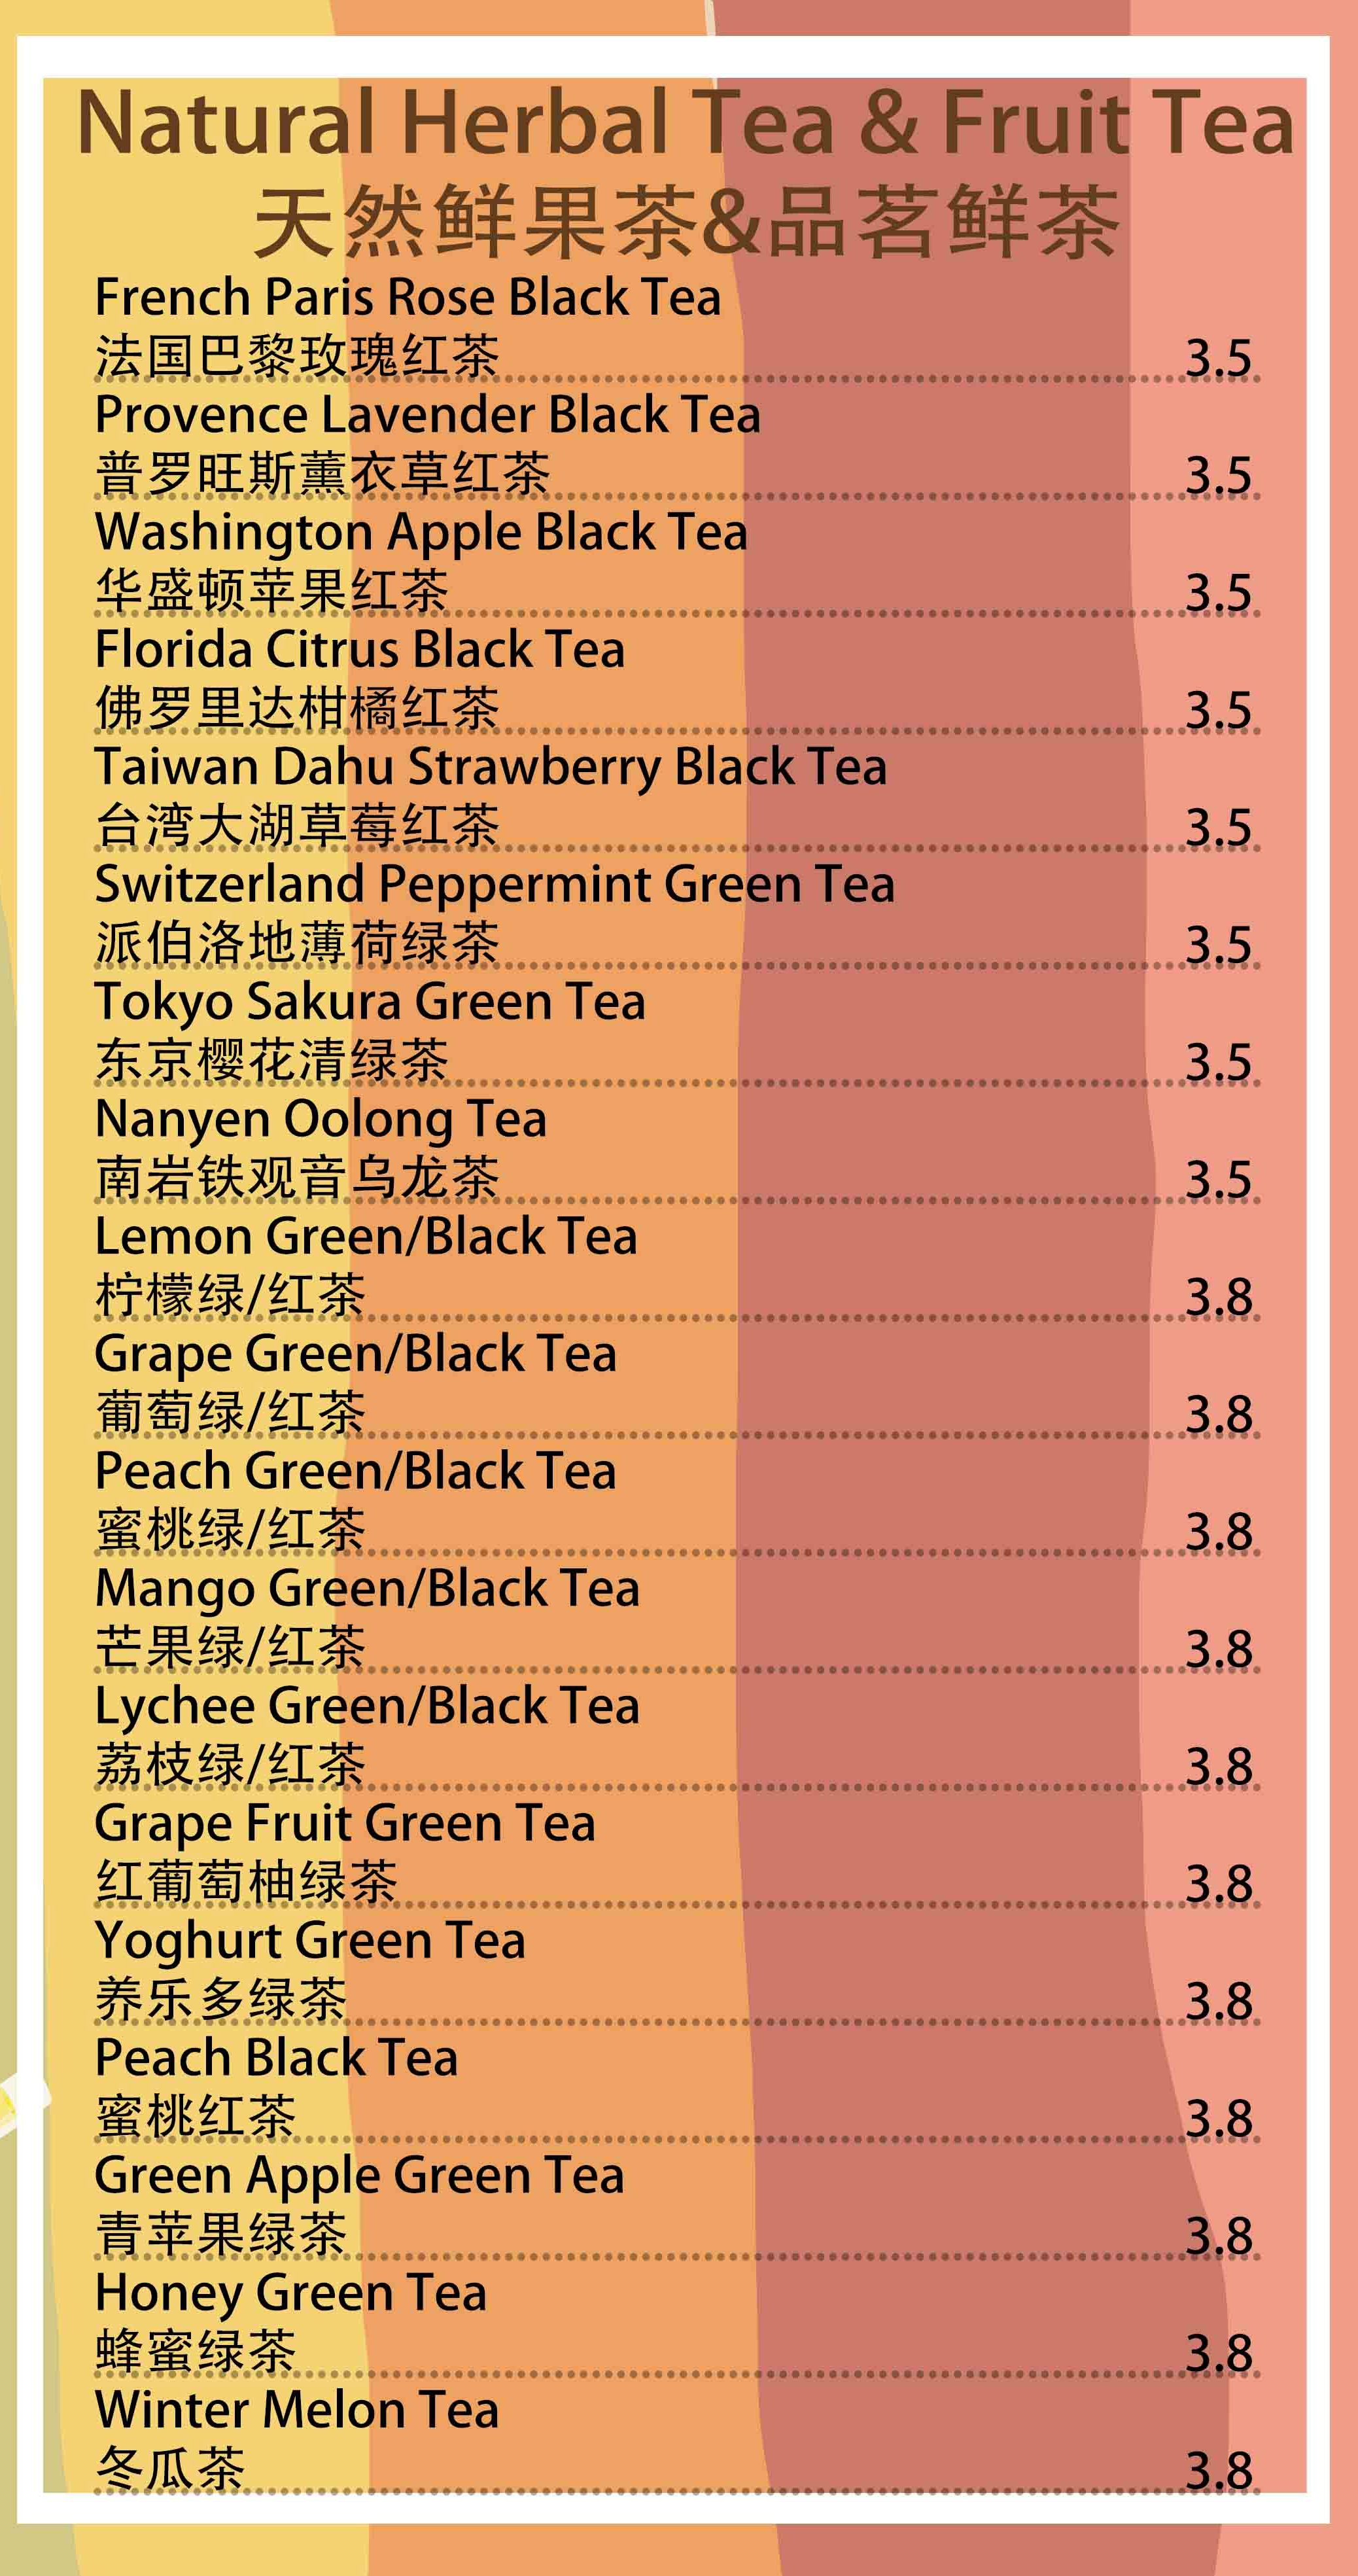 Natural Herbal Tea & Fruit Tea
天然鲜果茶&品茗鲜茶
French Paris Rose Black Tea
法国巴黎玫瑰红茶 3.5
Provence Lavender Black Tea
普罗旺斯薰衣草红茶 3.5
Washington Apple Black Tea
华盛顿苹果红茶 3.5
Florida Citrus Black Tea
佛罗里达柑橘红茶 3.5
Taiwan Dahu Strawberry Black Tea
台湾大湖草莓红茶 3.5
Switzerland Peppermint Green Tea
派伯洛地薄荷绿茶 3.5
Tokyo Sakura Green Tea
东京樱花清绿茶 3.5
Nanyen Oolong Tea
南岩铁观音乌龙茶 3.5
Lemon Green/Black Tea
柠檬绿/红茶 3.8
Grape Green/Black Tea
葡萄绿/红茶 3.8
Peach Green/Black Tea
蜜桃绿/红茶 3.8
Mango Green/Black Tea
芒果绿/红茶 3.8
Lychee Green/Black Tea
荔枝绿/红茶 3.8
Grape Fruit Green Tea
红葡萄柚绿茶 3.8
Yoghurt Green Tea
养乐多绿茶 3.8
Peach Black Tea
蜜桃红茶 3.8
Green Apple Green Tea
青苹果绿茶 3.8
Honey Green Tea
蜂蜜绿茶 3.8
Winter Melon Tea
冬瓜茶 3.8